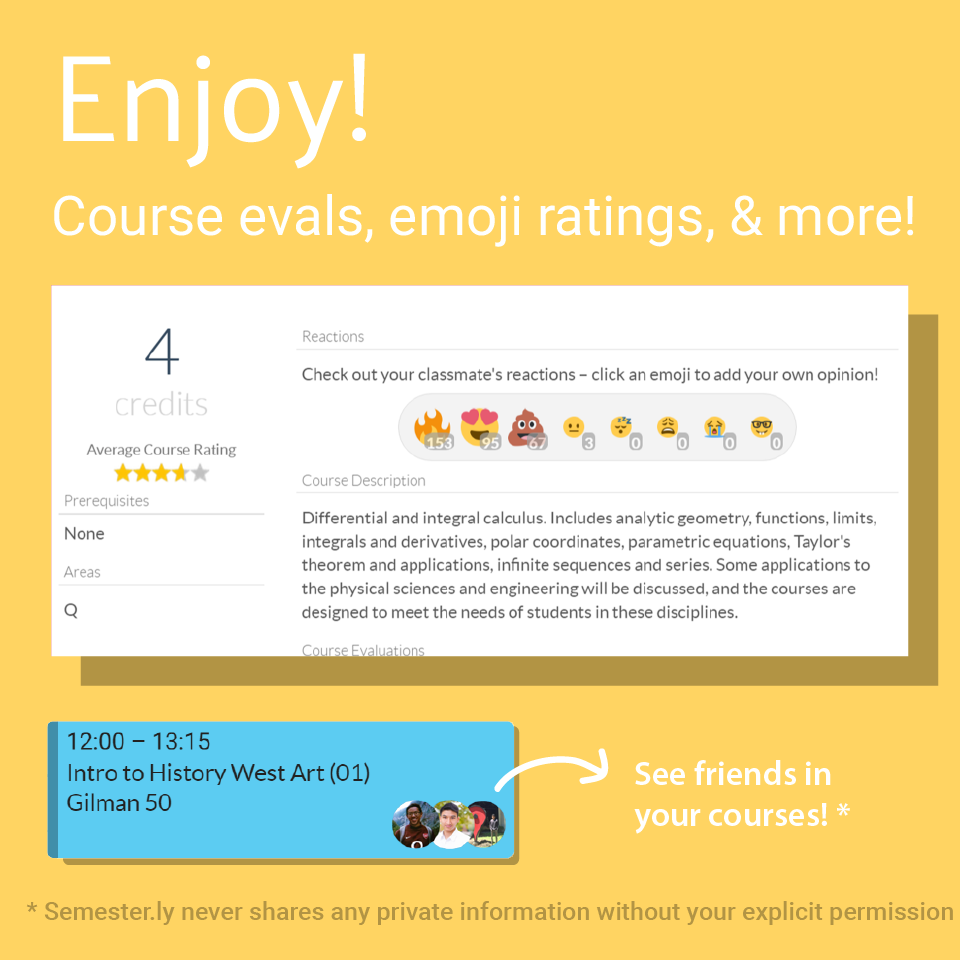 Enjoy!
Course evals, emoji ratings, & more!
4
credits
Average Course Rating
Prerequisites
None
Areas
Q
Reactions
Check out your classmate's reactions – click an emoji to add your own opinion!
153 95 67 3 0 0 0 0
Course Description
Differential and integral calculus. Includes analytic geometry, functions, limits,
integrals and derivatives, polar coordinates, parametric equations, Taylor's
theorem and applications, infinite sequences and series. Some applications to
the physical sciences and engineering will be discussed, and the courses are
designed to meet the needs of students in these disciplines.
Course Evaluations
12:00 – 13:15
Intro to History West Art (01)
Gilman 50
See friends in
your courses! *
* Semester.ly never shares any private information without your explicit permission